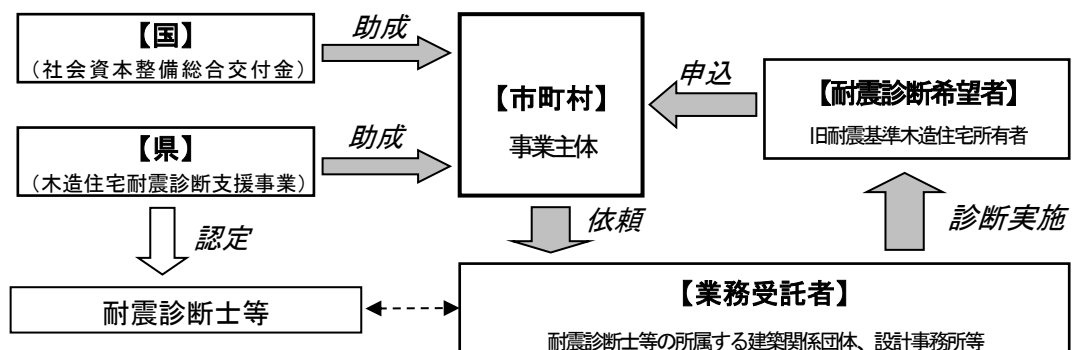 【国】
（社会資本整備総合交付金）
助成
【県】
（木造住宅耐震診断支援事業）
助成
【市町村】
事業主体
申込
【耐震診断希望者】
旧耐震基準木造住宅所有者
認定
依頼
診断実施
耐震診断士等
【業務受託者】
耐震診断士等の所属する建築関係団体、設計事務所等